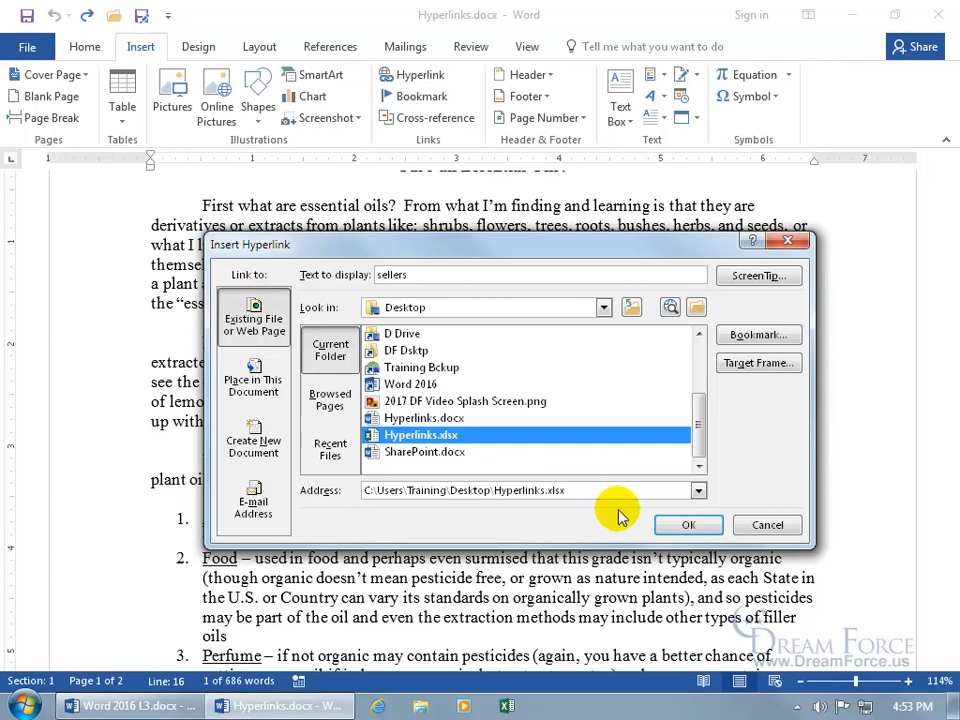 Hyperlinks.docx - Word
Sign in
File Home Insert Design Layout References Mailings Review View Tell me what you want to do Share
Cover Page
Blank Page
Page Break
Pages
Table
Tables
Pictures
Online Pictures
Shapes
SmartArt
Chart
Screenshot
Illustrations
Hyperlink
Bookmark
Cross-reference
Links
Header
Footer
Page Number
Header & Footer
Text Box
Text
Equation
Symbol
Symbols
1 1 2 3 4 5 6 7
First what are essential oils? From what I’m finding and learning is that they are
derivatives or extracts from plants like: shrubs, flowers, trees, roots, bushes, herbs, and seeds, or
what I
thems
a plant
the “es
extract
see the
of lemo
up with
plant oi
1.
2. Food – used in food and perhaps even surmised that this grade isn’t typically organic
(though organic doesn’t mean pesticide free, or grown as nature intended, as each State in
the U.S. or Country can vary its standards on organically grown plants), and so pesticides
may be part of the oil and even the extraction methods may include other types of filler
oils
3. Perfume – if not organic may contain pesticides (again, you have a better chance of
Insert Hyperlink
Link to:
Text to display: sellers
ScreenTip...
Existing File or Web Page
Place in This Document
Create New Document
E-mail Address
Look in: Desktop
Current Folder
Browsed Pages
Recent Files
D Drive
DF Dsktp
Training Bckup
Word 2016
2017 DF Video Splash Screen.png
Hyperlinks.docx
Hyperlinks.xlsx
SharePoint.docx
Bookmark...
Target Frame...
Address: C:\Users\Training\Desktop\Hyperlinks.xlsx
OK Cancel
DREAM FORCE
www.DreamForce.us
Section: 1 Page 1 of 2 Line: 16 1 of 686 words 114%
Word 2016 L3.docx - ... Hyperlinks.docx - W... 4:53 PM